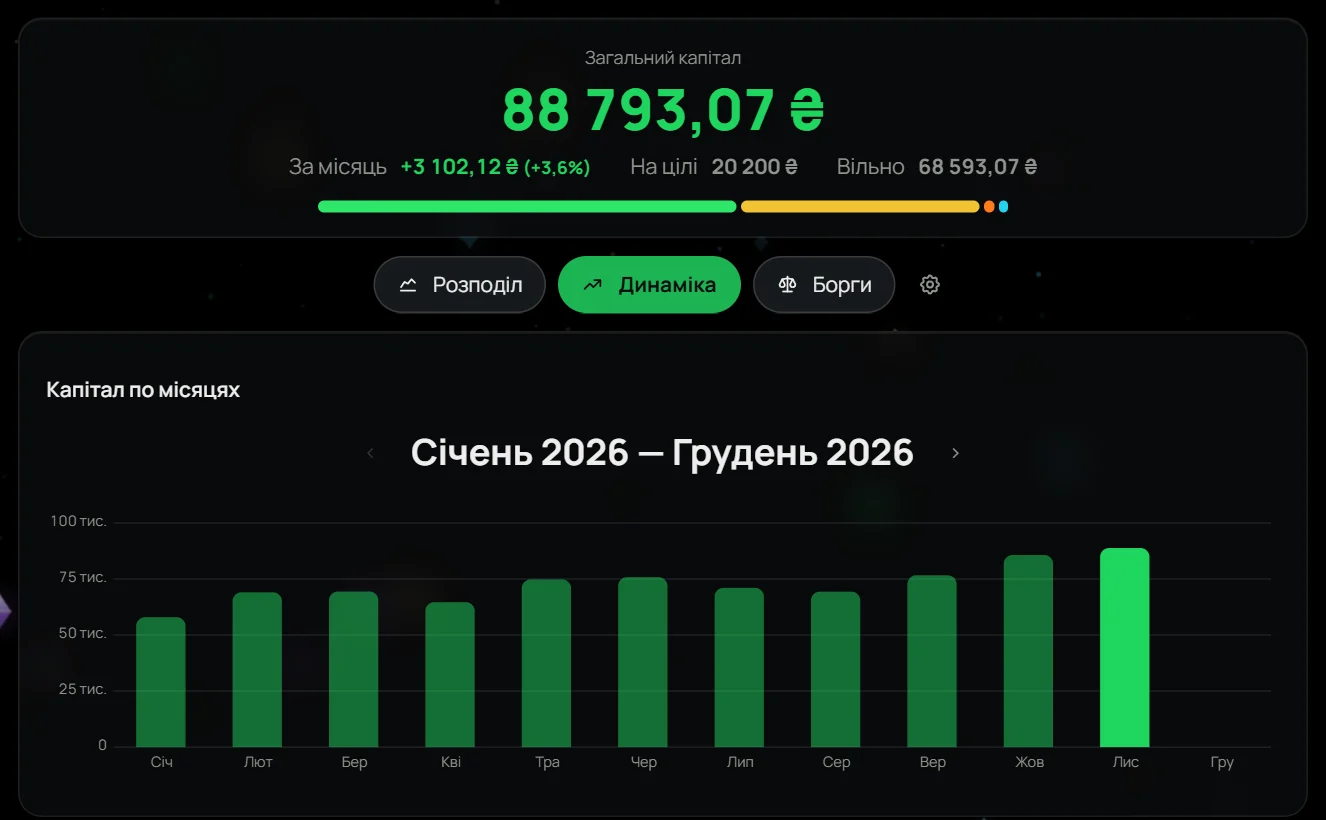 Загальний капітал
88 793,07 ₴
За місяць +3 102,12 ₴ (+3,6%) На цілі 20 200 ₴ Вільно 68 593,07 ₴
Розподіл Динаміка Борги
Капітал по місяцях
Січень 2026 — Грудень 2026
100 тис.
75 тис.
50 тис.
25 тис.
0
Січ Лют Бер Кві Тра Чер Лип Сер Вер Жов Лис Гру